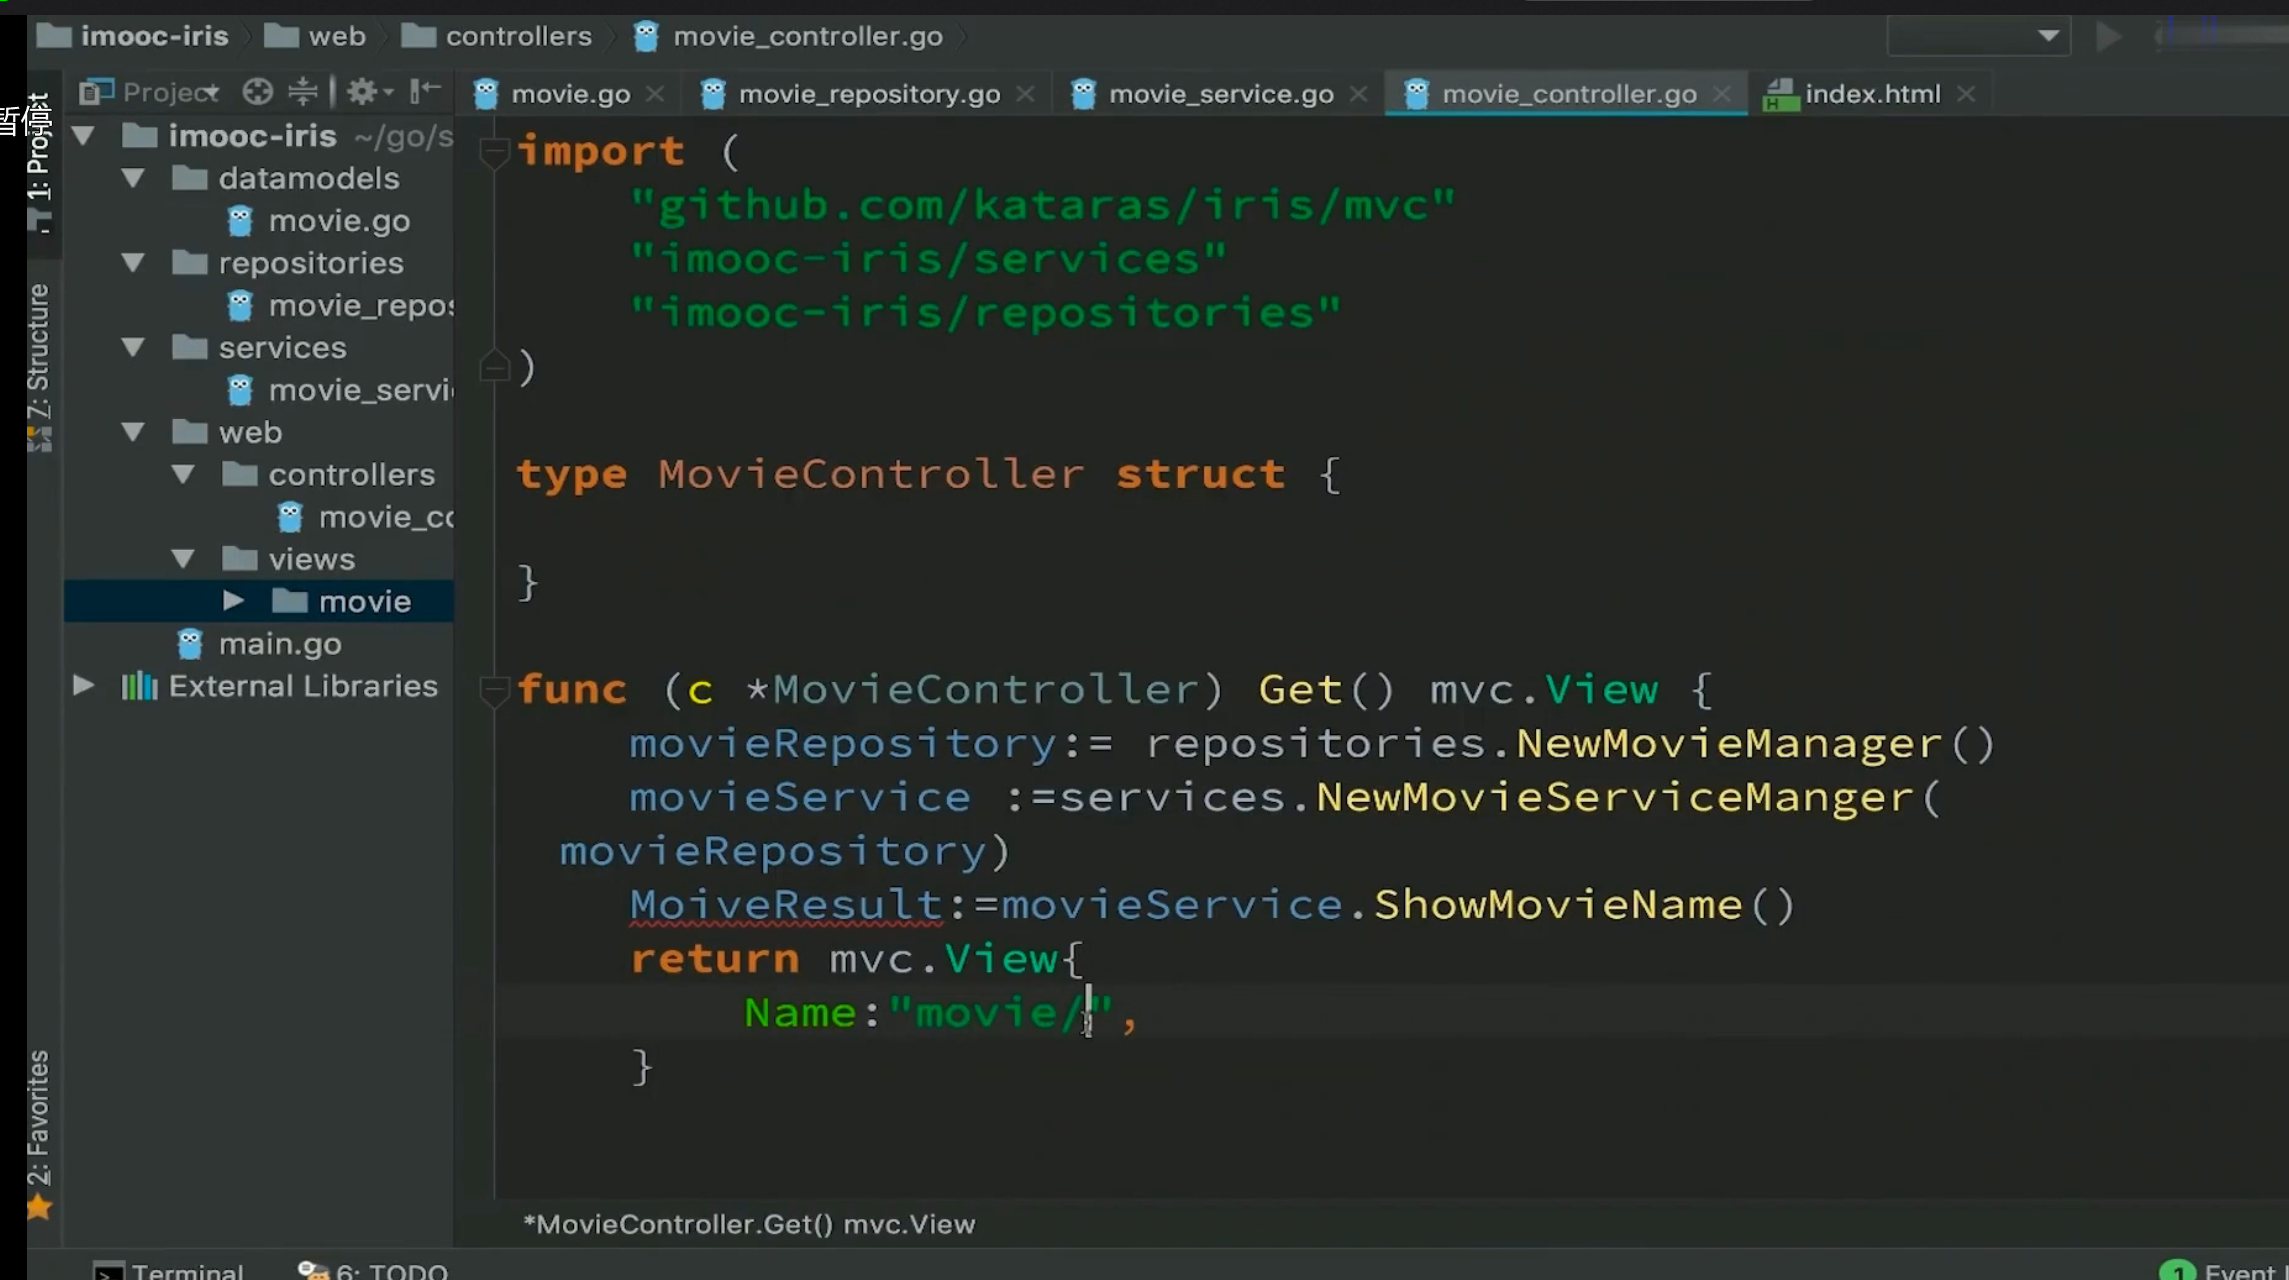 imooc-iris web controllers movie_controller.go
Project movie.go movie_repository.go movie_service.go movie_controller.go index.html
暂停
1: Project
7: Structure
2: Favorites
imooc-iris ~/go/s
datamodels
movie.go
repositories
movie_repos
services
movie_servi
web
controllers
movie_co
views
movie
main.go
External Libraries
import (
"github.com/kataras/iris/mvc"
"imooc-iris/services"
"imooc-iris/repositories"
)
type MovieController struct {
}
func (c *MovieController) Get() mvc.View {
movieRepository:= repositories.NewMovieManager()
movieService :=services.NewMovieServiceManger(
movieRepository)
MoiveResult:=movieService.ShowMovieName()
return mvc.View{
Name:"movie/",
}
*MovieController.Get() mvc.View
Terminal 6: TODO 1 Event